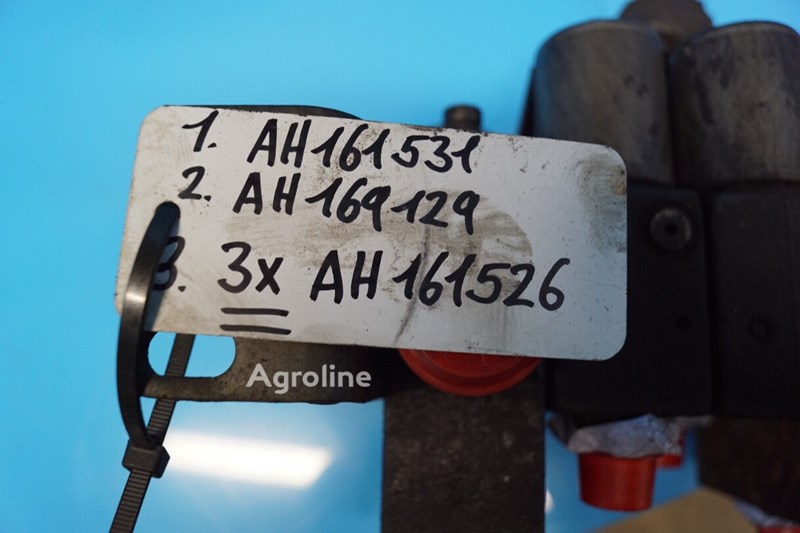 1. AH161531
2. AH169129
3. 3x AH161526
Agroline